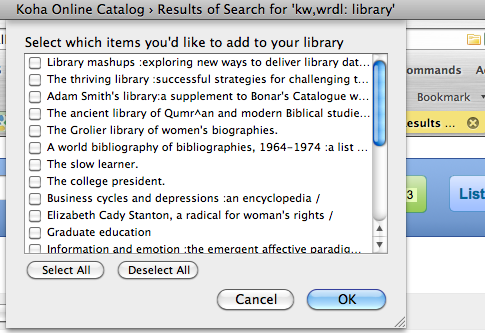 Koha Online Catalog › Results of Search for 'kw,wrdl: library'
Select which items you'd like to add to your library
Library mashups :exploring new ways to deliver library dat...
The thriving library :successful strategies for challenging t...
Adam Smith's library:a supplement to Bonar's Catalogue w...
The ancient library of Qumr^an and modern Biblical studie...
The Grolier library of women's biographies.
A world bibliography of bibliographies, 1964-1974 :a list ...
The slow learner.
The college president.
Business cycles and depressions :an encyclopedia /
Elizabeth Cady Stanton, a radical for woman's rights /
Graduate education
Information and emotion :the emergent affective paradig...
Select All
Deselect All
Cancel
OK
ommands
Bookmark
esults ...
3
List